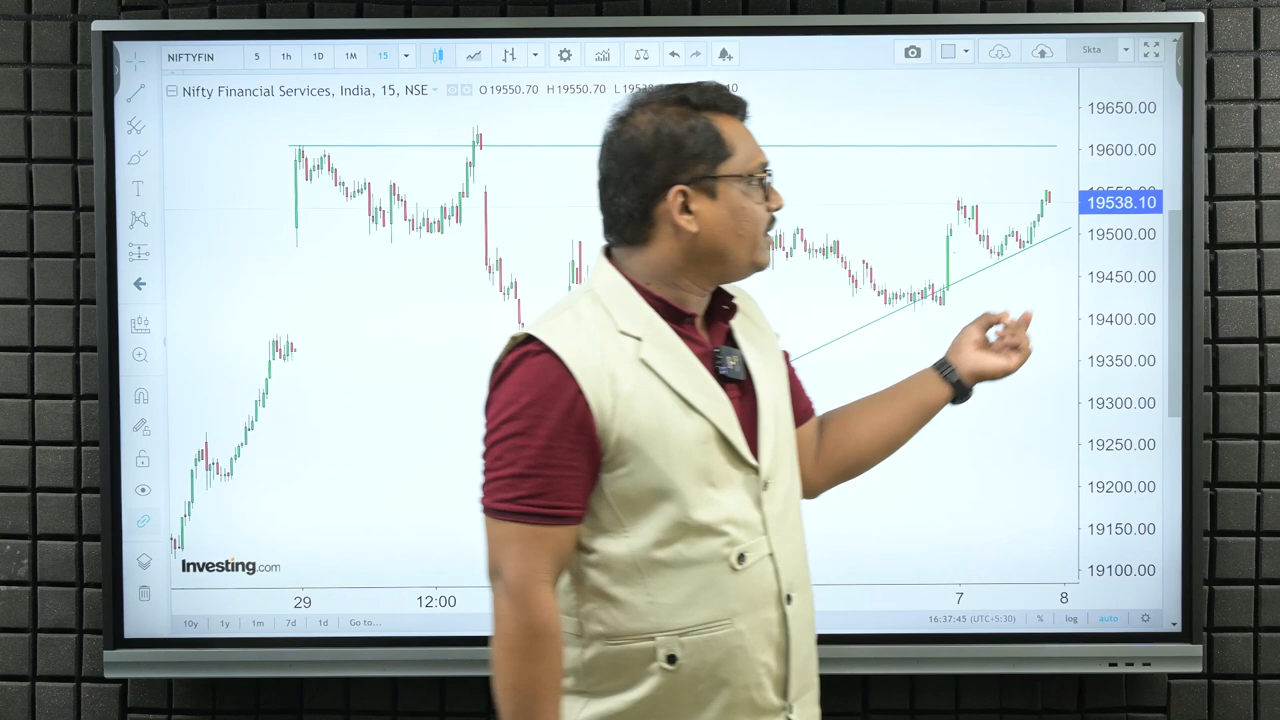 NIFTYFIN 5 1h 1D 1M 15 Skta
Nifty Financial Services, India, 15, NSE O19550.70 H19550.70
19650.00
19600.00
19538.10
19500.00
19450.00
19400.00
19350.00
19300.00
19250.00
19200.00
19150.00
19100.00
Investing.com
29 12:00 7 8
10y 1y 1m 7d 1d Go to... 16:37:45 (UTC+5:30) % log auto